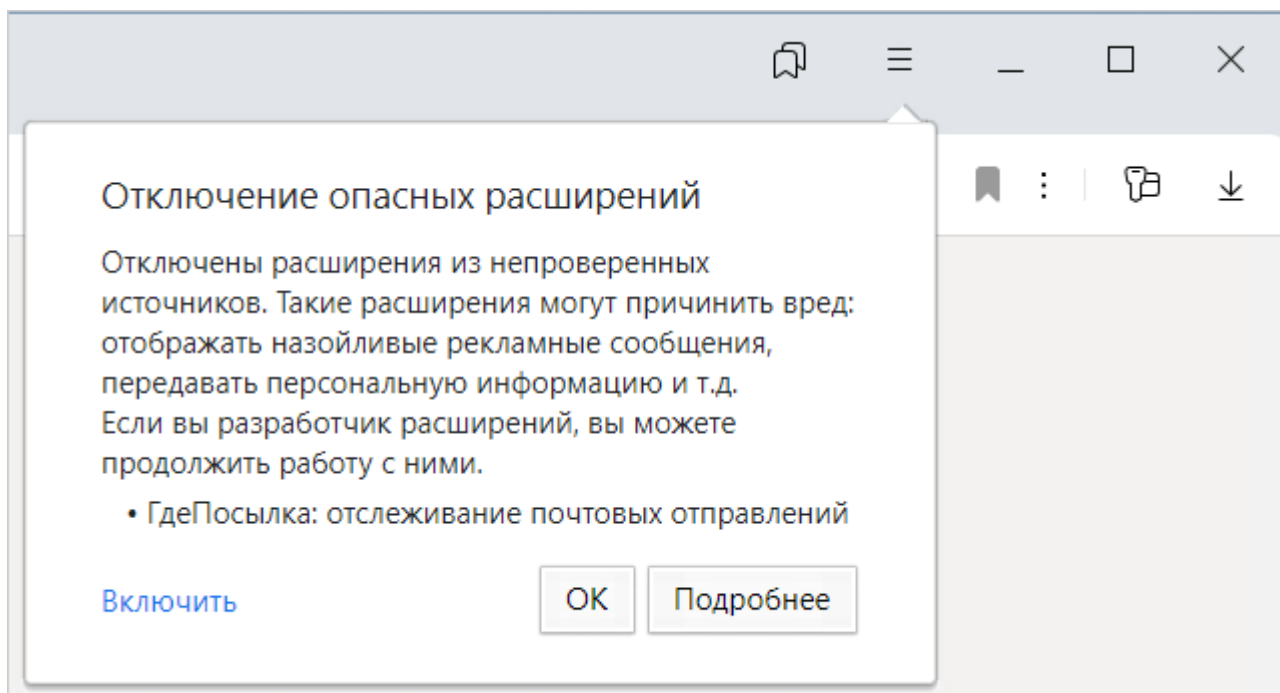 Отключение опасных расширений
Отключены расширения из непроверенных
источников. Такие расширения могут причинить вред:
отображать назойливые рекламные сообщения,
передавать персональную информацию и т.д.
Если вы разработчик расширений, вы можете
продолжить работу с ними.
• ГдеПосылка: отслеживание почтовых отправлений
Включить ОК Подробнее